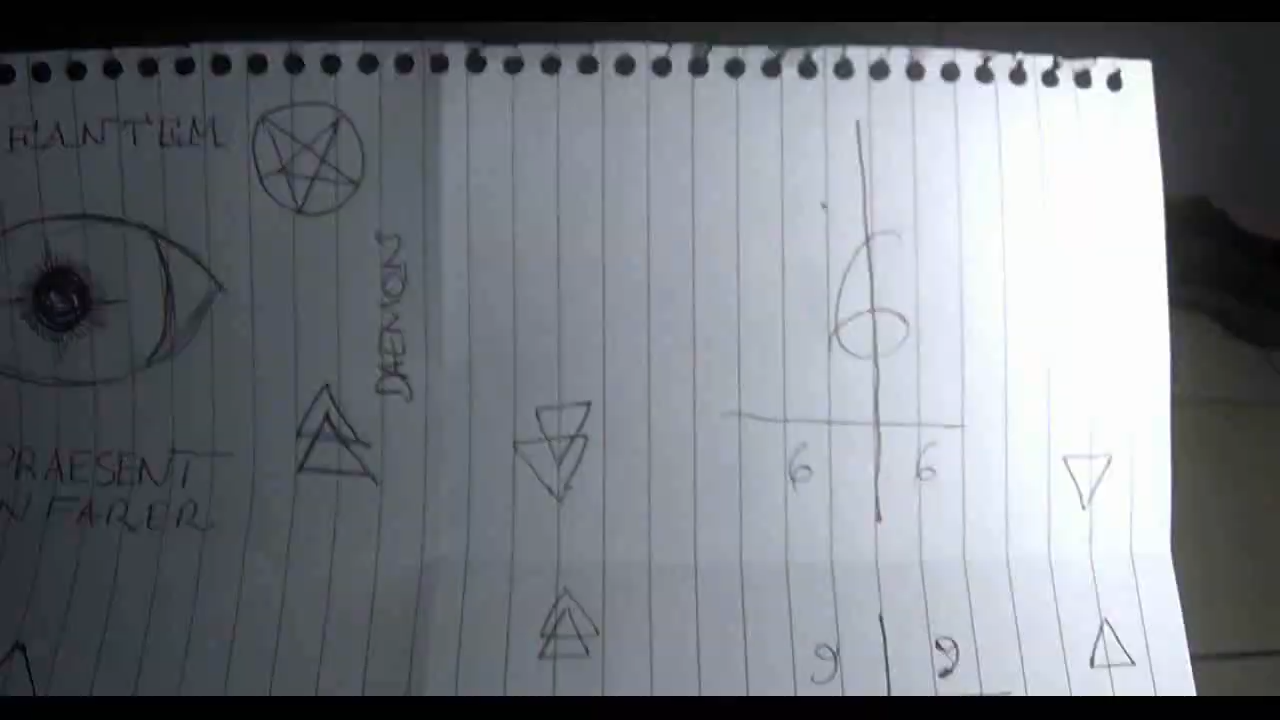 FANTEM
DAEMON
PRAESENT
N FARER
6
6 6
9 9